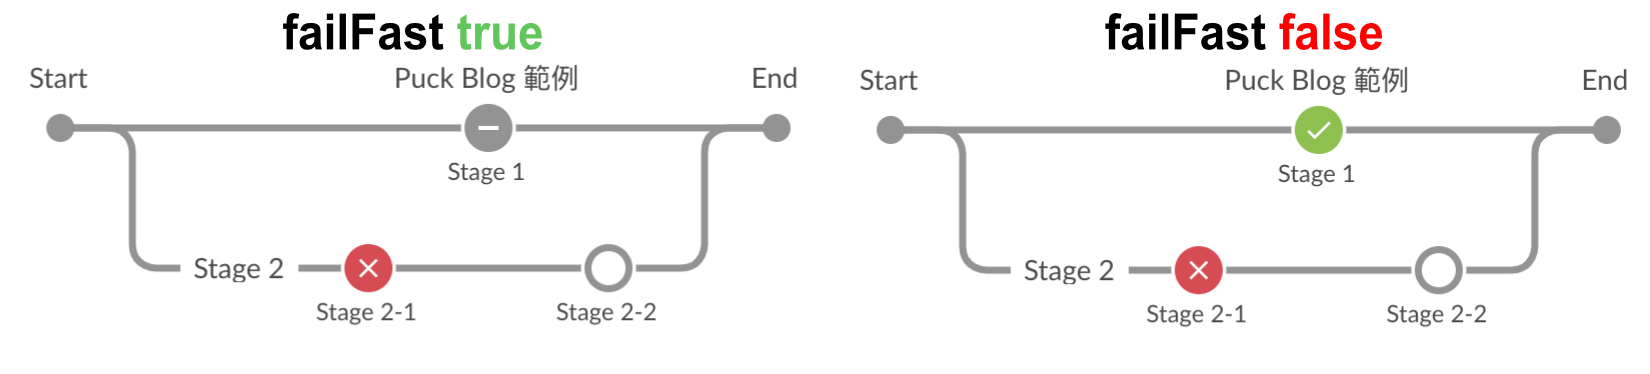 failFast true
Start
Puck Blog 範例
End
Stage 1
Stage 2
Stage 2-1
Stage 2-2
failFast false
Start
Puck Blog 範例
End
Stage 1
Stage 2
Stage 2-1
Stage 2-2